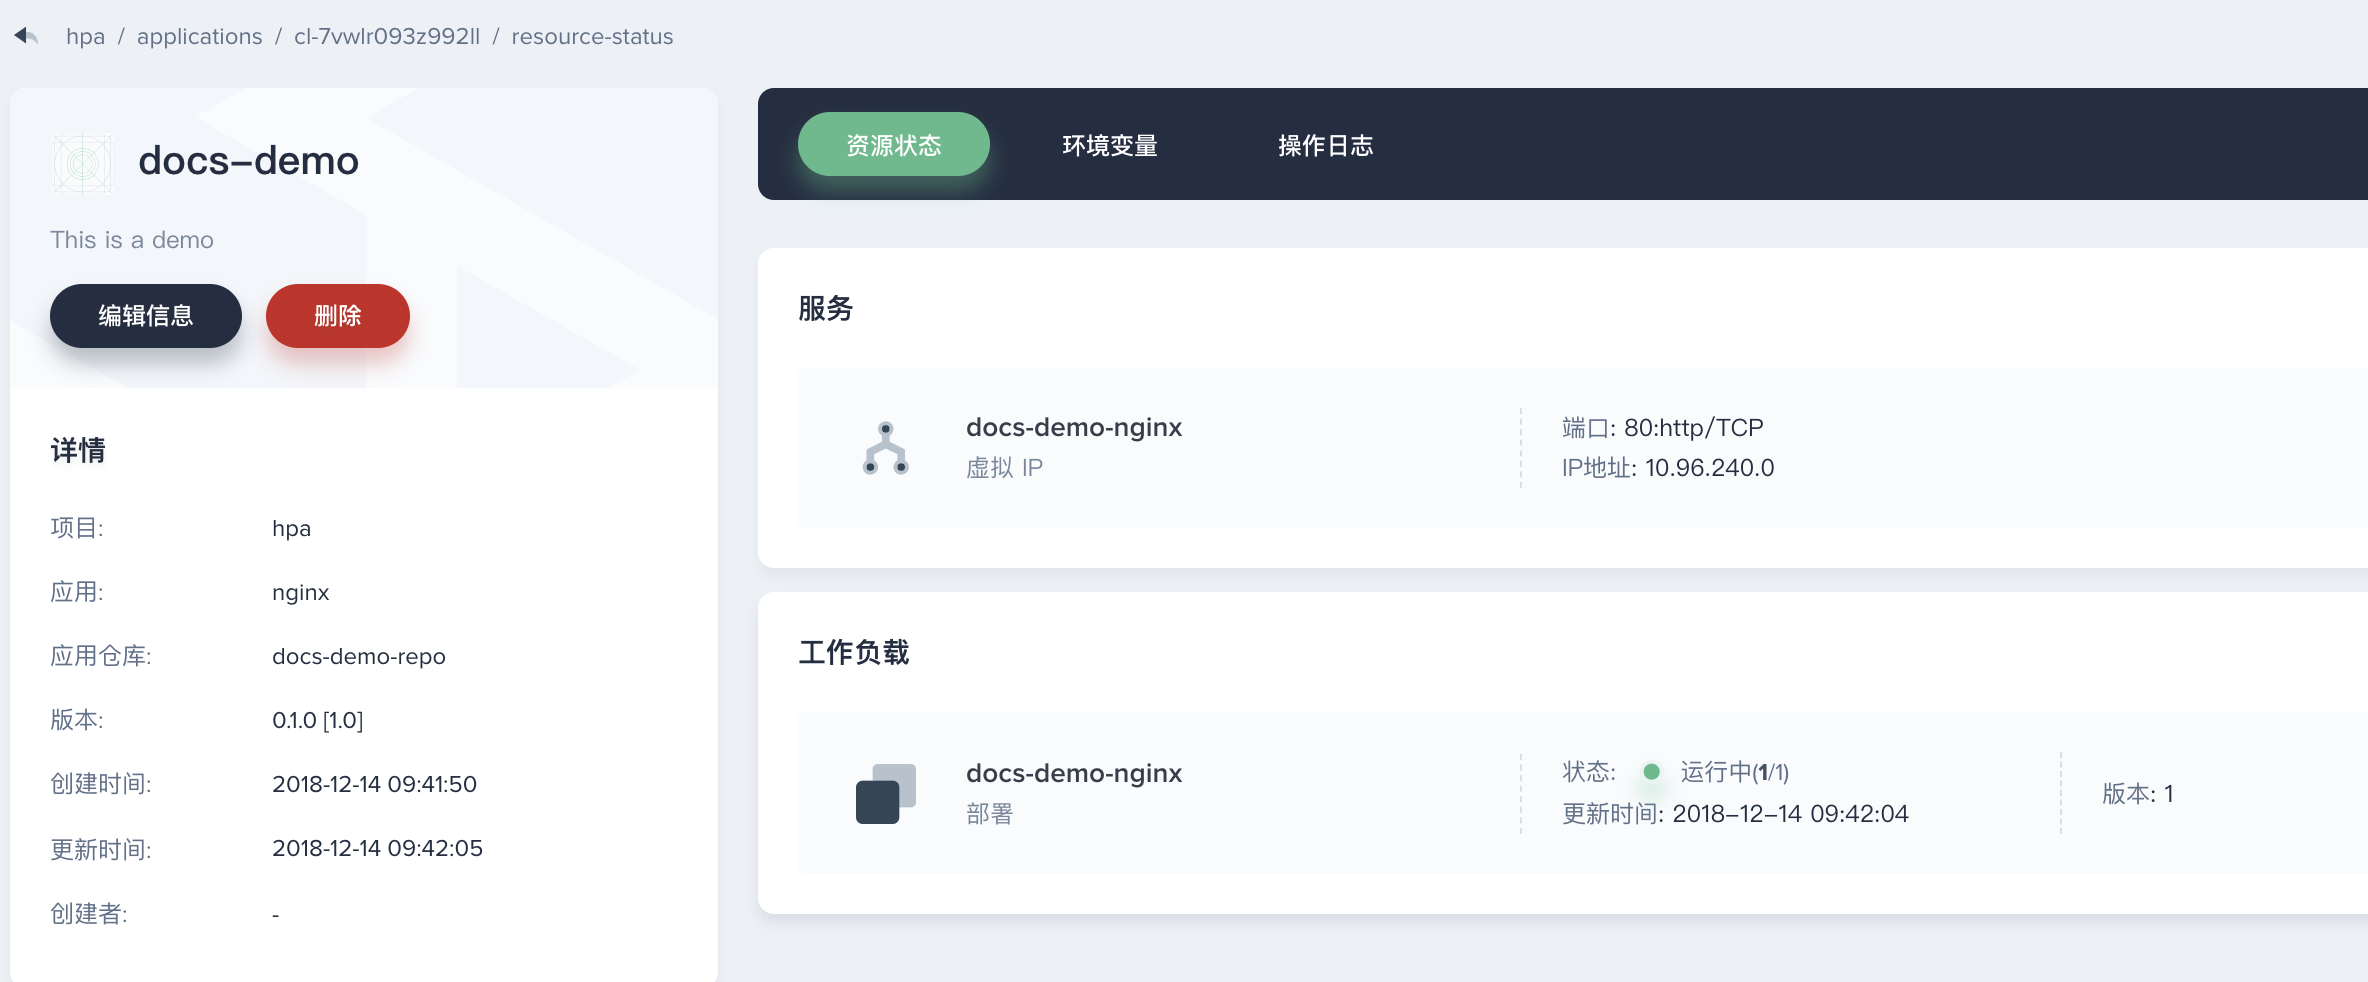 hpa / applications / cl-7vwlr093z992ll / resource-status
docs-demo
This is a demo
编辑信息
删除
详情
项目: hpa
应用: nginx
应用仓库: docs-demo-repo
版本: 0.1.0 [1.0]
创建时间: 2018-12-14 09:41:50
更新时间: 2018-12-14 09:42:05
创建者: -
资源状态
环境变量
操作日志
服务
docs-demo-nginx
虚拟 IP
端口: 80:http/TCP
IP地址: 10.96.240.0
工作负载
docs-demo-nginx
部署
状态: 运行中(1/1)
更新时间: 2018-12-14 09:42:04
版本: 1